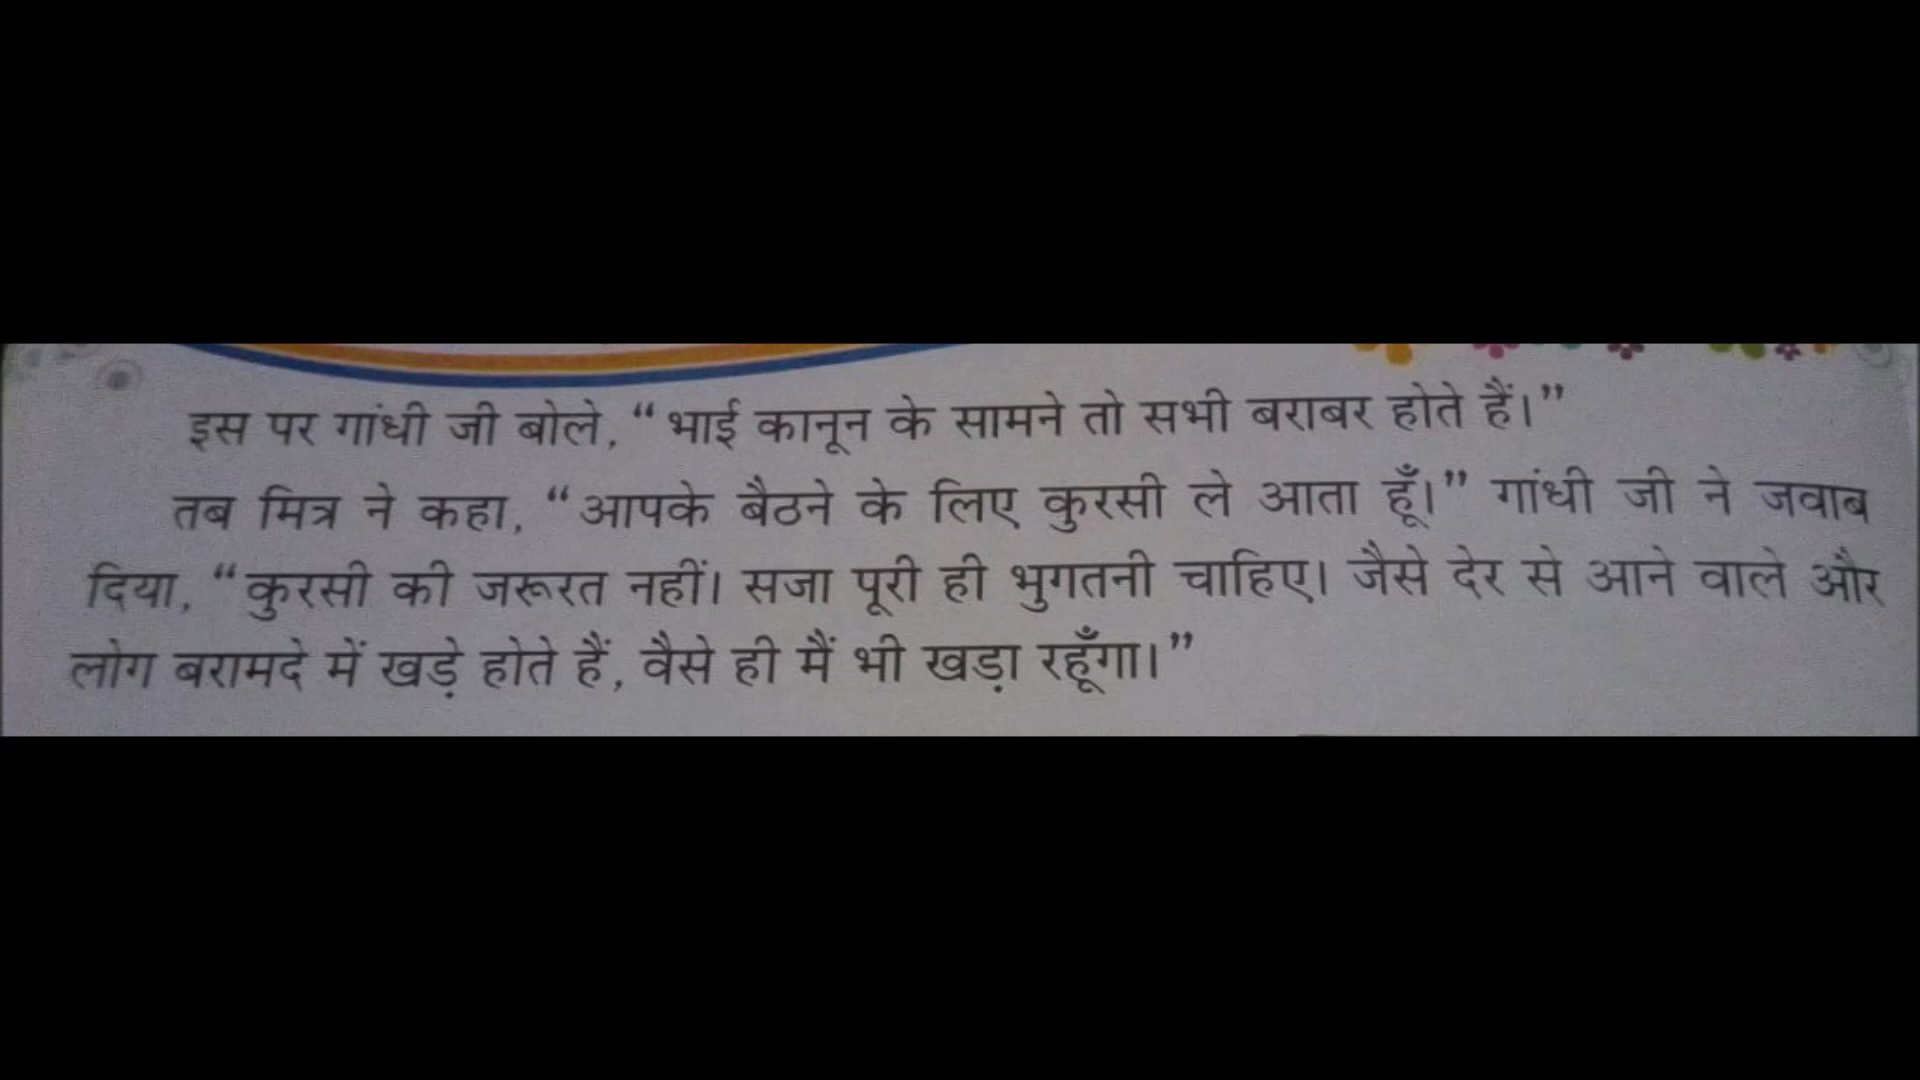 इस पर गांधी जी बोले, “भाई कानून के सामने तो सभी बराबर होते हैं।”
तब मित्र ने कहा, “आपके बैठने के लिए कुरसी ले आता हूँ।” गांधी जी ने जवाब
दिया, “कुरसी की जरूरत नहीं। सजा पूरी ही भुगतनी चाहिए। जैसे देर से आने वाले और
लोग बरामदे में खड़े होते हैं, वैसे ही मैं भी खड़ा रहूँगा।”